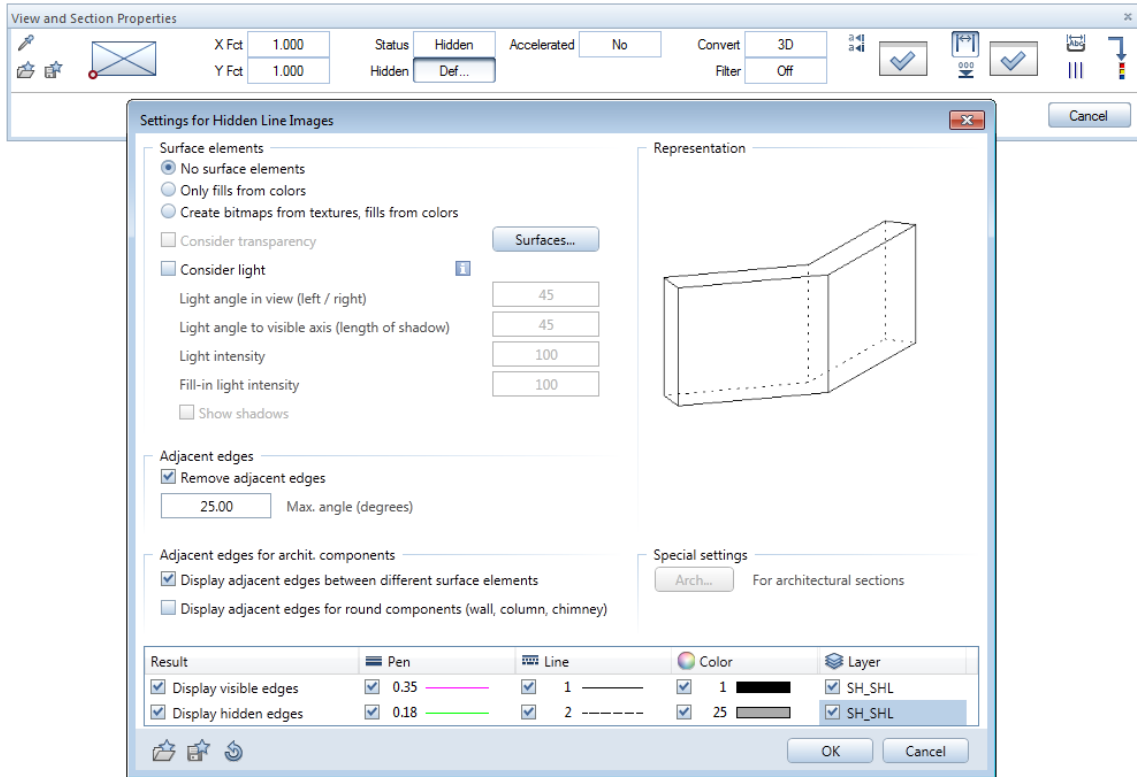 View and Section Properties
X Fct 1.000 Status Hidden Accelerated No Convert 3D
Y Fct 1.000 Hidden Def... Filter Off
Abc
Cancel
Settings for Hidden Line Images
Surface elements
No surface elements
Only fills from colors
Create bitmaps from textures, fills from colors
Consider transparency Surfaces...
Consider light
Light angle in view (left / right) 45
Light angle to visible axis (length of shadow) 45
Light intensity 100
Fill-in light intensity 100
Show shadows
Representation
Adjacent edges
Remove adjacent edges
25.00 Max. angle (degrees)
Adjacent edges for archit. components
Display adjacent edges between different surface elements
Display adjacent edges for round components (wall, column, chimney)
Special settings
Arch... For architectural sections
Result Pen Line Color Layer
Display visible edges 0.35 1 1 SH_SHL
Display hidden edges 0.18 2 25 SH_SHL
OK Cancel